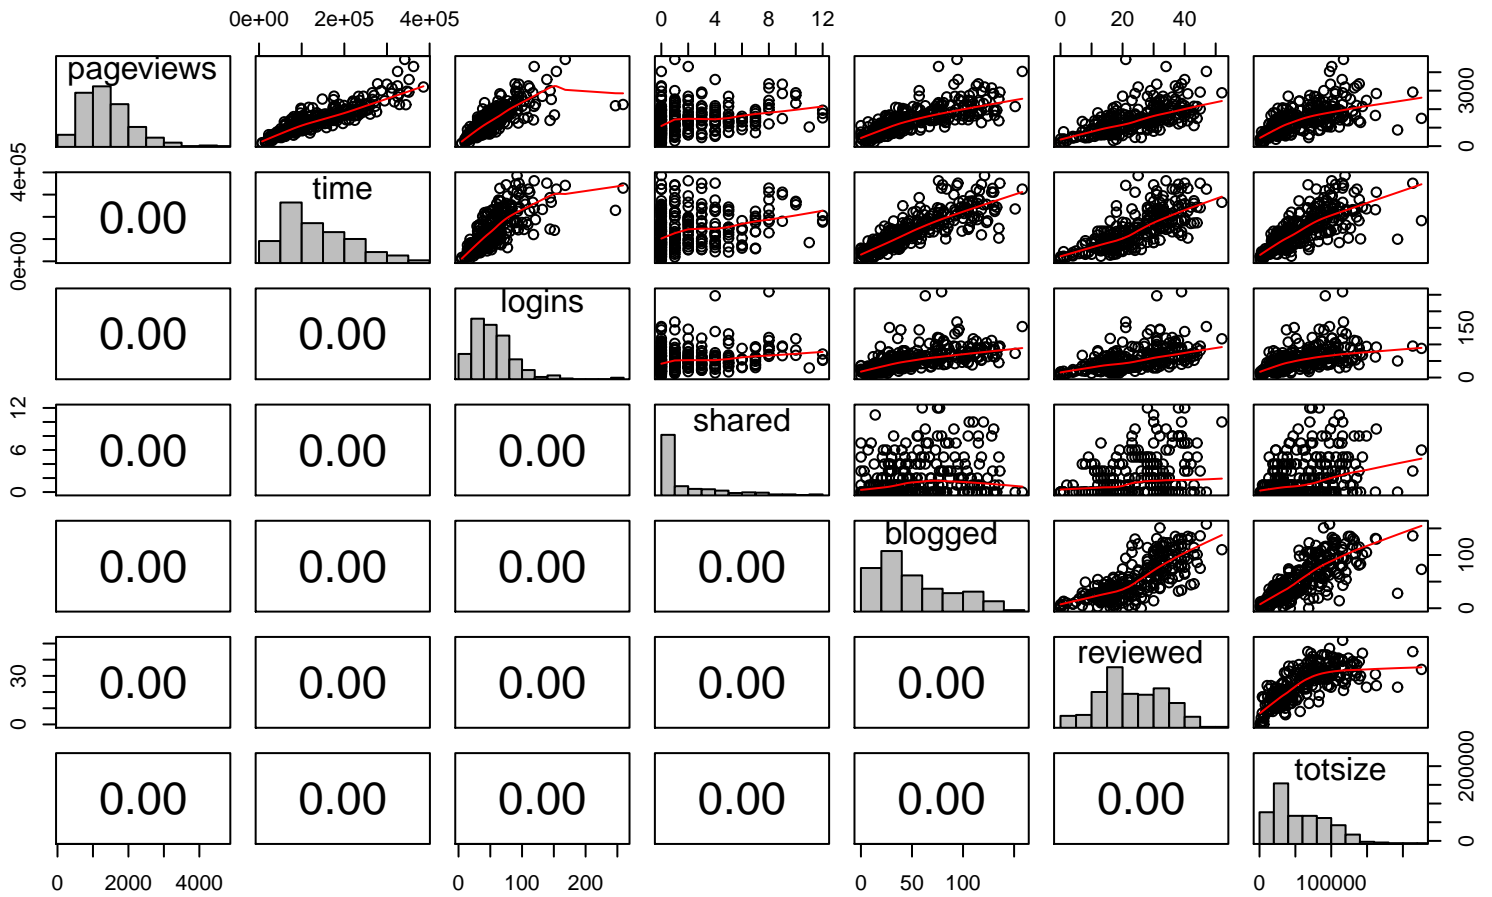 0e+00 2e+05 4e+05 0 4 8 12 0 20 40
pageviews 0 3000
0e+00 4e+05 0.00 time
0.00 0.00 logins 0 150
0 6 12 0.00 0.00 0.00 shared
0.00 0.00 0.00 0.00 blogged 0 100
0 30 0.00 0.00 0.00 0.00 0.00 reviewed
0.00 0.00 0.00 0.00 0.00 0.00 totsize 0 200000
0 2000 4000 0 100 200 0 50 100 0 100000